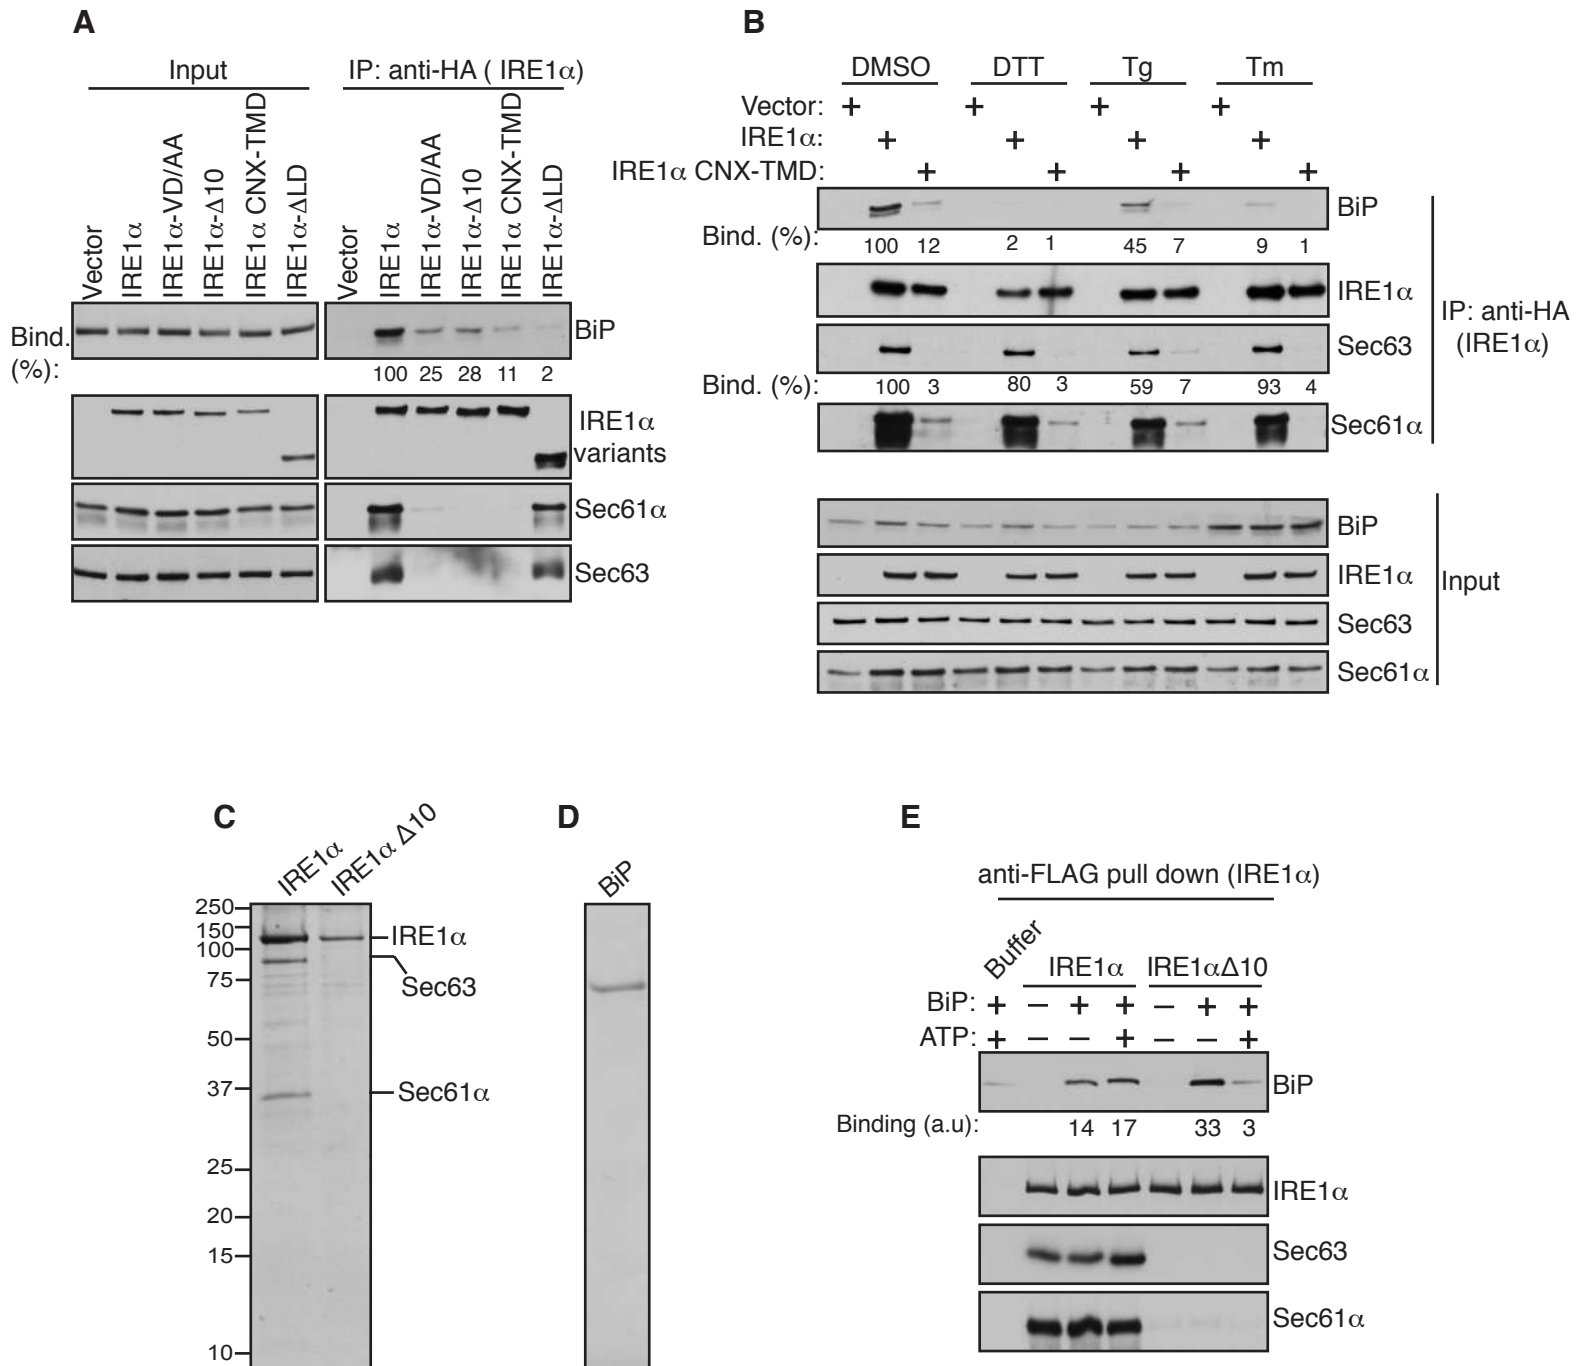 A
Input
IP: anti-HA ( IRE1α)
Vector
IRE1α
IRE1α-VD/AA
IRE1α-Δ10
IRE1α CNX-TMD
IRE1α-ΔLD
Vector
IRE1α
IRE1α-VD/AA
IRE1α-Δ10
IRE1α CNX-TMD
IRE1α-ΔLD
BiP
Bind.
(%):
100 25 28 11 2
IRE1α
variants
Sec61α
Sec63
B
DMSO DTT Tg Tm
Vector: + + + +
IRE1α: + + + +
IRE1α CNX-TMD: + + + +
BiP
Bind. (%): 100 12 2 1 45 7 9 1
IRE1α
Sec63
Bind. (%): 100 3 80 3 59 7 93 4
Sec61α
IP: anti-HA
(IRE1α)
BiP
IRE1α
Sec63
Sec61α
Input
C
IRE1α
IRE1α Δ10
250
150
100
75
50
37
25
20
15
10
IRE1α
Sec63
Sec61α
D
BiP
E
anti-FLAG pull down (IRE1α)
Buffer
IRE1α IRE1αΔ10
BiP: + − + + − + +
ATP: + − − + − − +
BiP
Binding (a.u): 14 17 33 3
IRE1α
Sec63
Sec61α